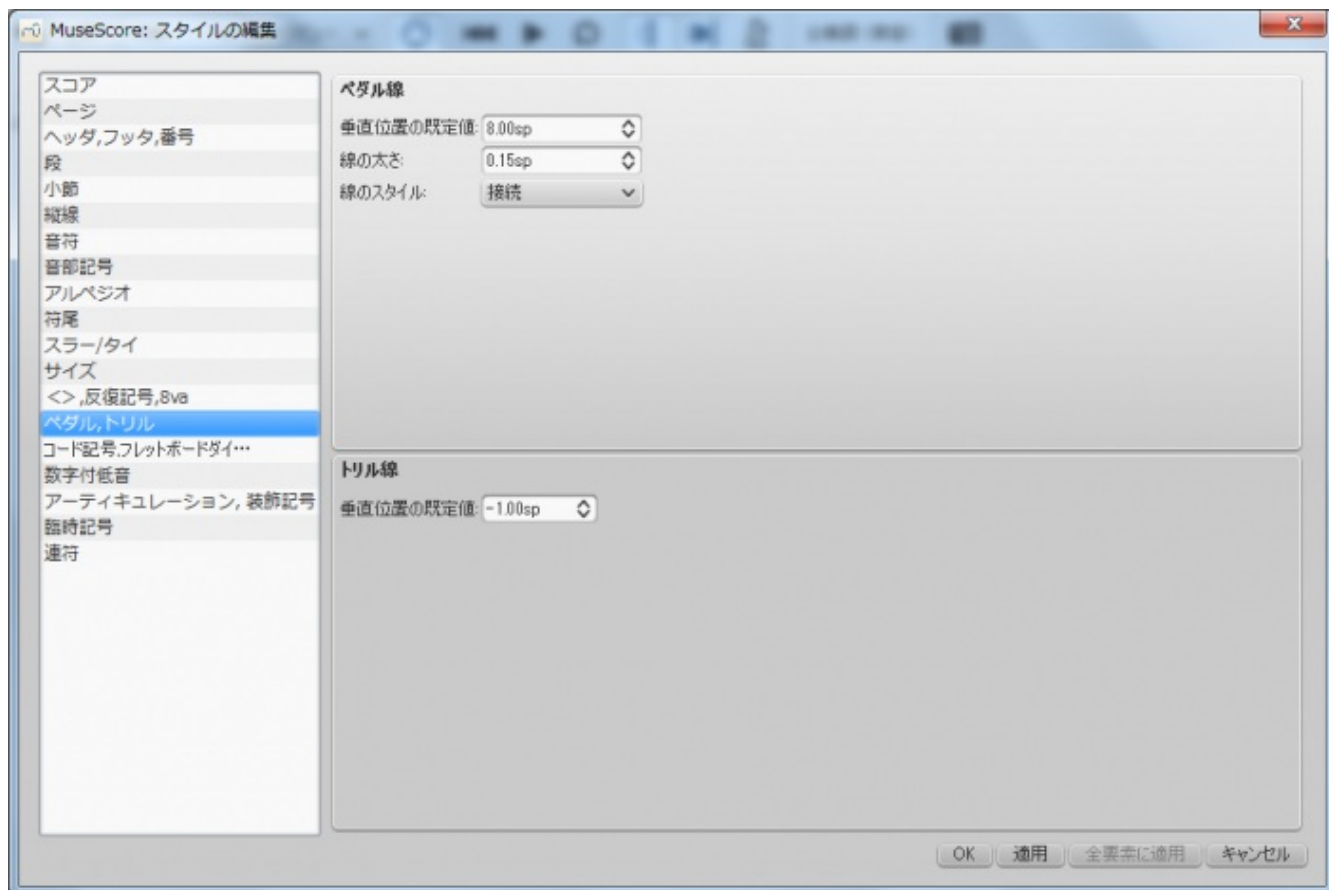 MuseScore: スタイルの編集
スコア
ページ
ヘッダ,フッタ,番号
段
小節
縦線
音符
音部記号
アルペジオ
符尾
スラー/タイ
サイズ
<>,反復記号,8va
ペダル,トリル
コード記号,フレットボードダイ…
数字付低音
アーティキュレーション, 装飾記号
臨時記号
連符
ペダル線
垂直位置の既定値: 8.00sp
線の太さ: 0.15sp
線のスタイル: 接続
トリル線
垂直位置の既定値: -1.00sp
OK 適用 全要素に適用 キャンセル